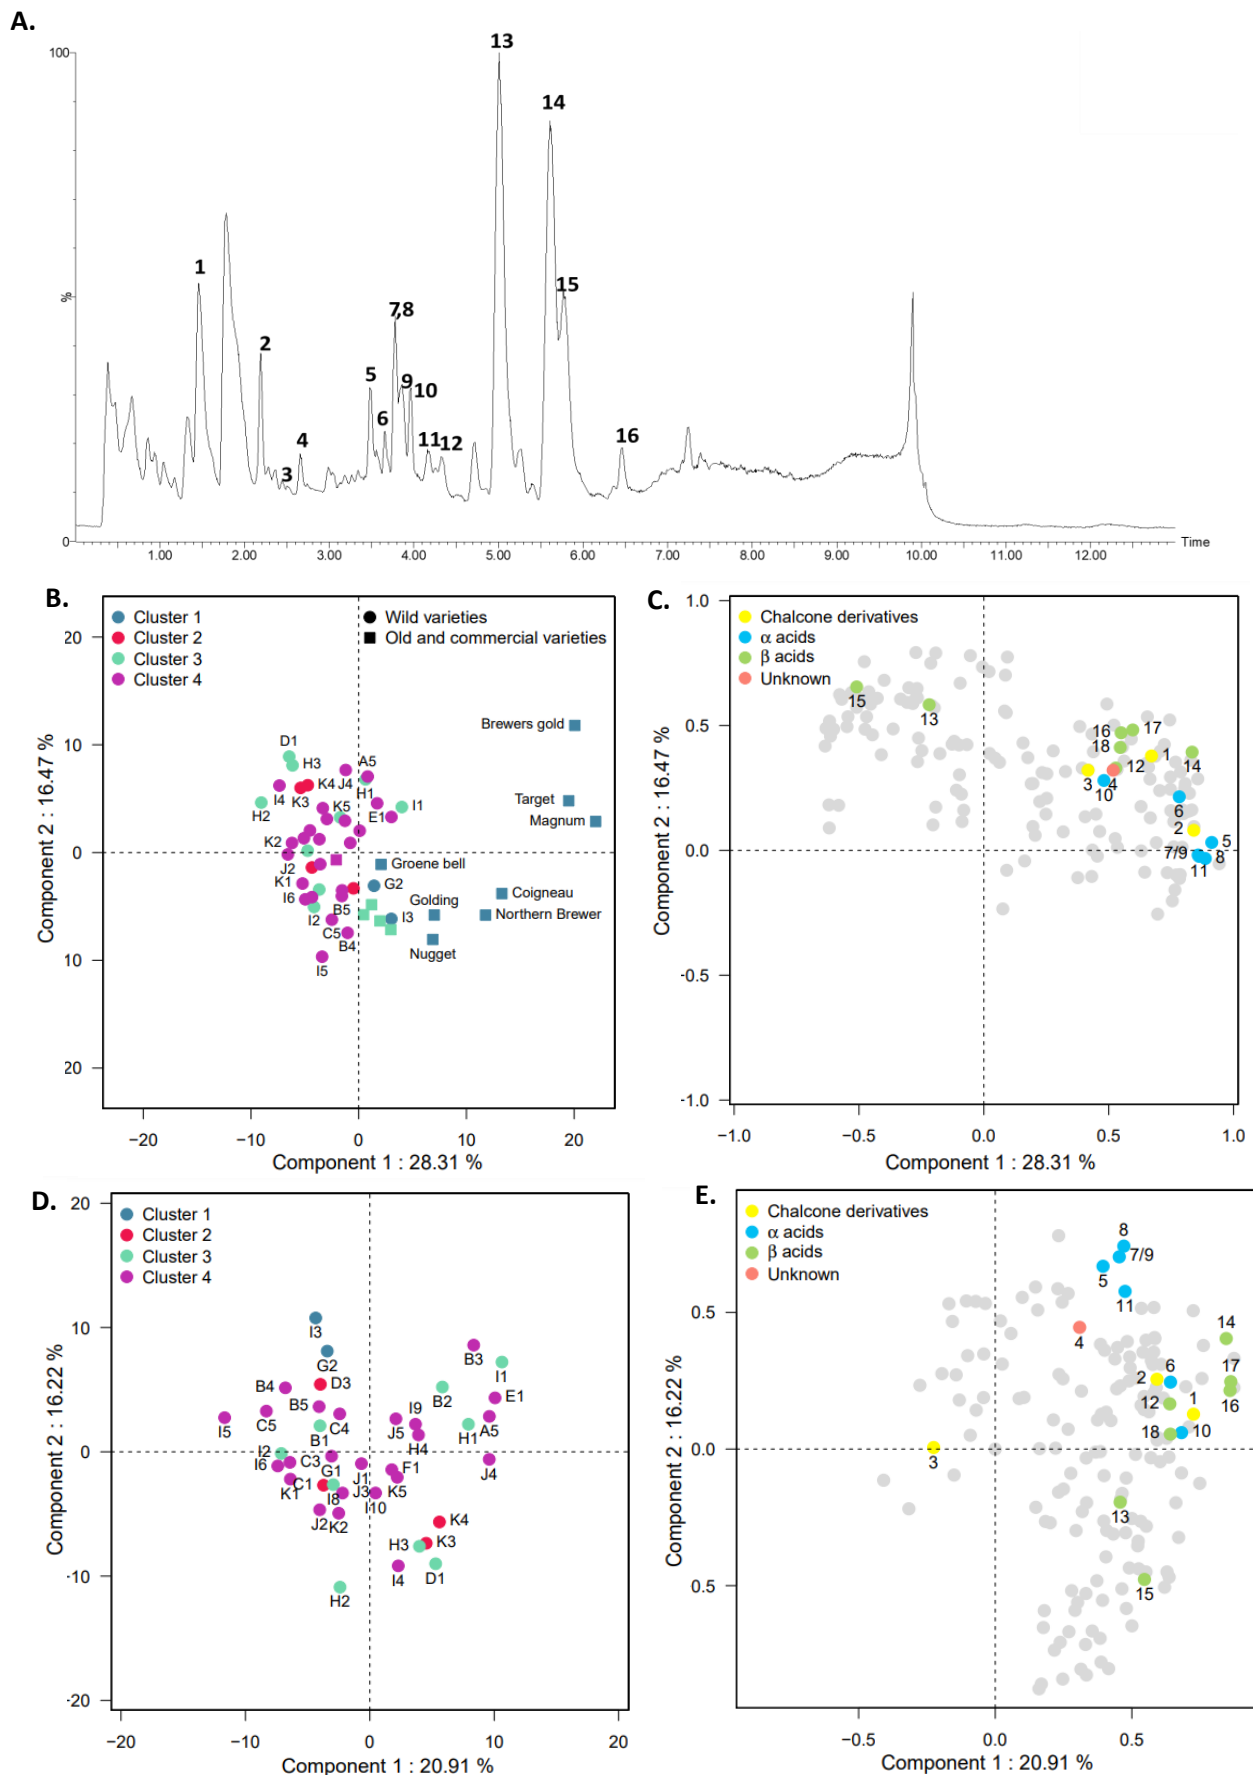 A.
100
%
0
13
14
1
15
7,8
2
5
9
10
6
4
3
11
12
16
1.00 2.00 3.00 4.00 5.00 6.00 7.00 8.00 9.00 10.00 11.00 12.00
Time
B.
Cluster 1
Cluster 2
Cluster 3
Cluster 4
Wild varieties
Old and commercial varieties
Brewers gold
Target
Magnum
Groene bell
Coigneau
Golding
Northern Brewer
Nugget
D1
H3
A5
K4
J4
H1
I4
K3
H2
K5
I1
E1
K2
J2
K1
G2
I6
I2
B5
I3
C5
B4
I5
20
10
0
10
20
−20 −10 0 10 20
Component 2 : 16.47 %
Component 1 : 28.31 %
C.
Chalcone derivatives
α acids
β acids
Unknown
15
13
16
17
18
1
12
14
3
4
10
6
2
5
7/9
8
11
1.0
0.5
0.0
-0.5
-1.0
−1.0 −0.5 0.0 0.5 1.0
Component 2 : 16.47 %
Component 1 : 28.31 %
D.
Cluster 1
Cluster 2
Cluster 3
Cluster 4
I3
G2
B3
I1
D3
B4
B2
E1
B5
I9
I5
C5
C4
A5
B1
J5
H4
H1
I2
C3
I6
G1
J1
F1
J4
K1
C1
I8
J3
K5
I10
J2
K2
K4
H3
K3
I4
D1
H2
20
10
0
-10
-20
−20 −10 0 10 20
Component 2 : 16.22 %
Component 1 : 20.91 %
E.
Chalcone derivatives
α acids
β acids
Unknown
8
7/9
5
11
14
4
6
17
2
16
12
1
18
10
3
13
15
0.5
0.0
0.5
−0.5 0.0 0.5
Component 2 : 16.22 %
Component 1 : 20.91 %